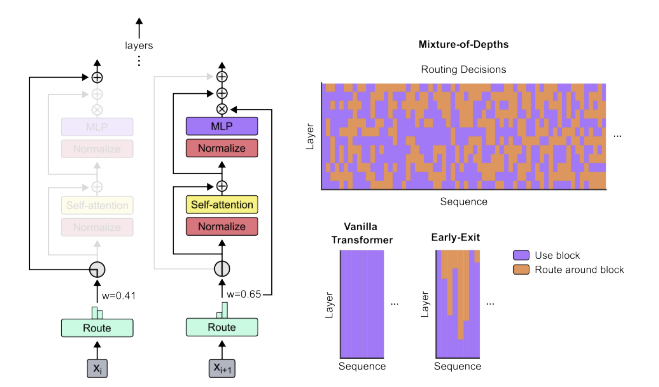 layers
MLP
Normalize
Self-attention
Normalize
w=0.41
Route
Xi
MLP
Normalize
Self-attention
Normalize
w=0.65
Route
Xi+1
Mixture-of-Depths
Routing Decisions
Layer
...
Sequence
Vanilla
Transformer
Layer
...
Sequence
Early-Exit
Layer
...
Sequence
Use block
Route around block